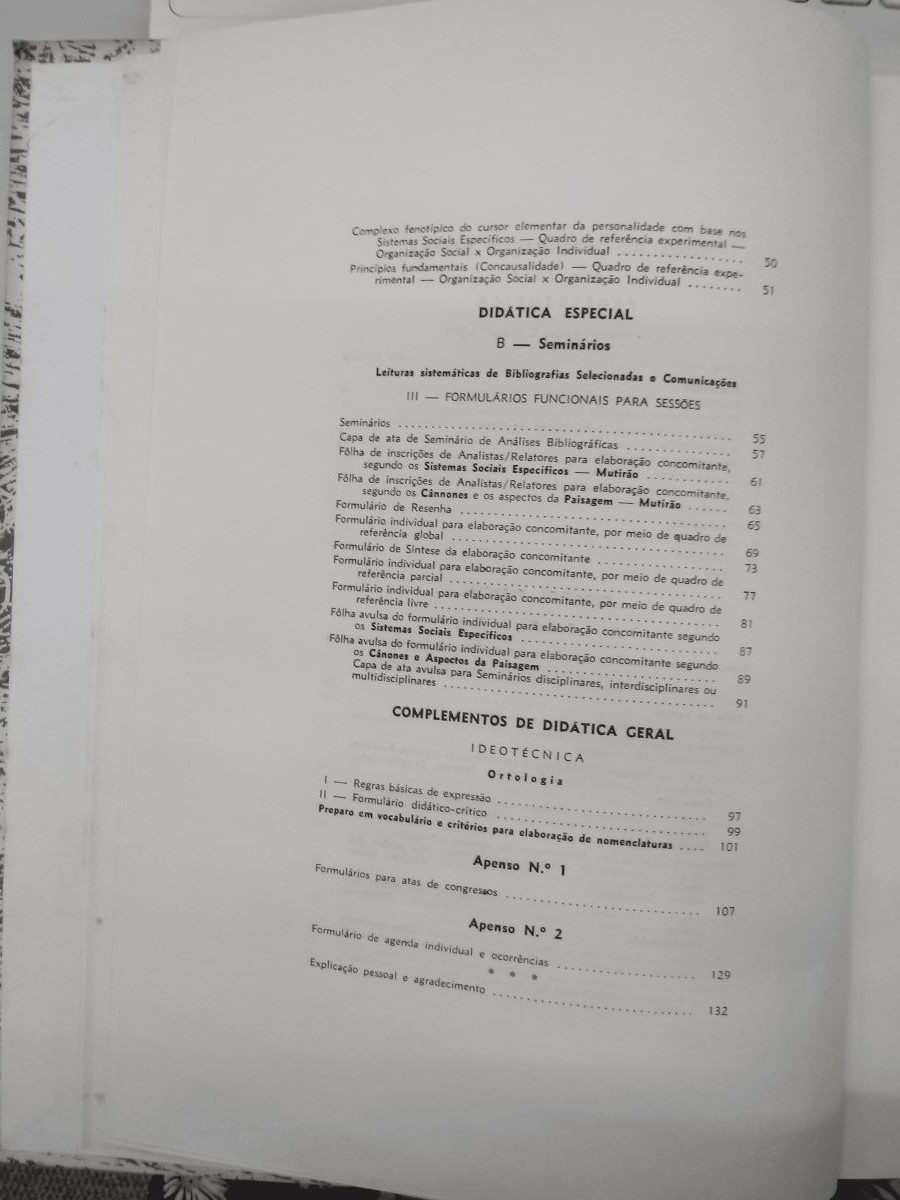 Complexo fenotípico do cursor elementar da personalidade com base nos
Sistemas Sociais Específicos — Quadro de referência experimental —
Organização Social x Organização Individual .................. 50
Princípios fundamentais (Concausalidade) — Quadro de referência expe-
rimental — Organização Social x Organização Individual ........ 51
DIDÁTICA ESPECIAL
B — Seminários
Leituras sistemáticas de Bibliografias Selecionadas e Comunicações
III — FORMULÁRIOS FUNCIONAIS PARA SESSÕES
Seminários .................................................. 55
Capa de ata de Seminário de Análises Bibliográficas ................ 57
Fôlha de inscrições de Analistas/Relatores para elaboração concomitante,
segundo os Sistemas Sociais Específicos — Mutirão ............. 61
Fôlha de inscrições de Analistas/Relatores para elaboração concomitante,
segundo os Cânnones e os aspectos da Paisagem — Mutirão ...... 63
Formulário de Resenha ........................................ 65
Formulário individual para elaboração concomitante, por meio de quadro de
referência global ........................................ 69
Formulário de Síntese da elaboração concomitante .................. 73
Formulário individual para elaboração concomitante, por meio de quadro de
referência parcial ........................................ 77
Formulário individual para elaboração concomitante, por meio de quadro de
referência livre .......................................... 81
Fôlha avulsa do formulário individual para elaboração concomitante segundo
os Sistemas Sociais Específicos ............................ 87
Fôlha avulsa do formulário individual para elaboração concomitante segundo
os Cânones e Aspectos da Paisagem ........................ 89
Capa de ata avulsa para Seminários disciplinares, interdisciplinares ou
multidisciplinares ........................................ 91
COMPLEMENTOS DE DIDÁTICA GERAL
IDEOTÉCNICA
Ortologia
I — Regras básicas de expressão ................................ 97
II — Formulário didático-crítico ................................ 99
Preparo em vocabulário e critérios para elaboração de nomenclaturas .... 101
Apenso N.º 1
Formulários para atas de congressos .............................. 107
Apenso N.º 2
Formulário de agenda individual e ocorrências ...................... 129
* * *
Explicação pessoal e agradecimento ................................ 132